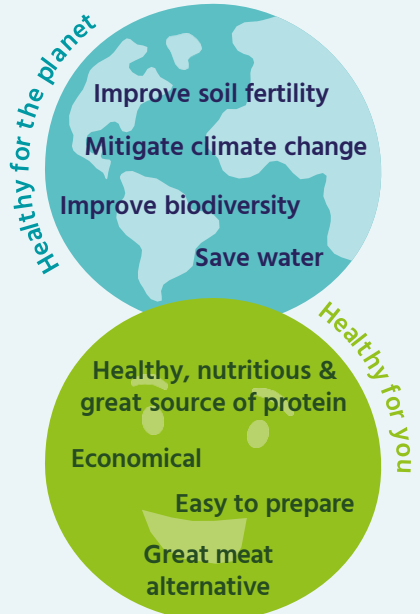 Healthy for the planet
Improve soil fertility
Mitigate climate change
Improve biodiversity
Save water
Healthy for you
Healthy, nutritious &
great source of protein
Economical
Easy to prepare
Great meat
alternative